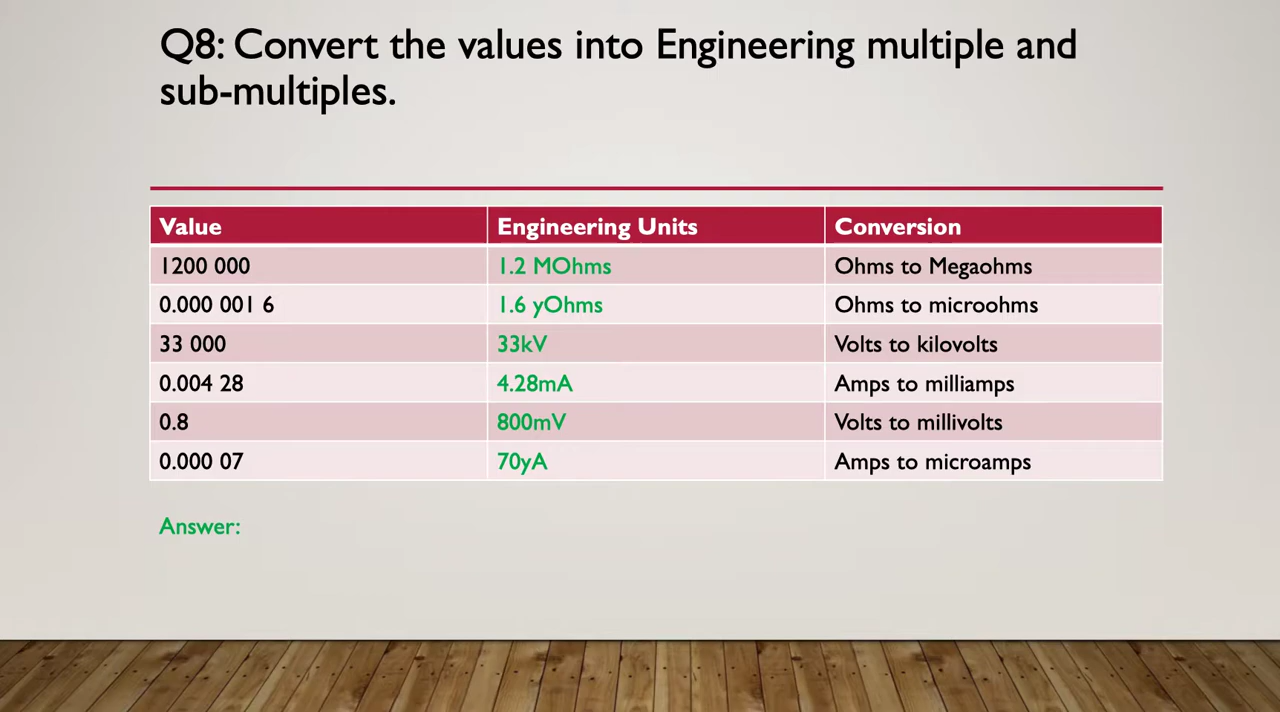 Q8: Convert the values into Engineering multiple and
sub-multiples.
Value Engineering Units Conversion
1200 000 1.2 MOhms Ohms to Megaohms
0.000 001 6 1.6 yOhms Ohms to microohms
33 000 33kV Volts to kilovolts
0.004 28 4.28mA Amps to milliamps
0.8 800mV Volts to millivolts
0.000 07 70yA Amps to microamps
Answer: